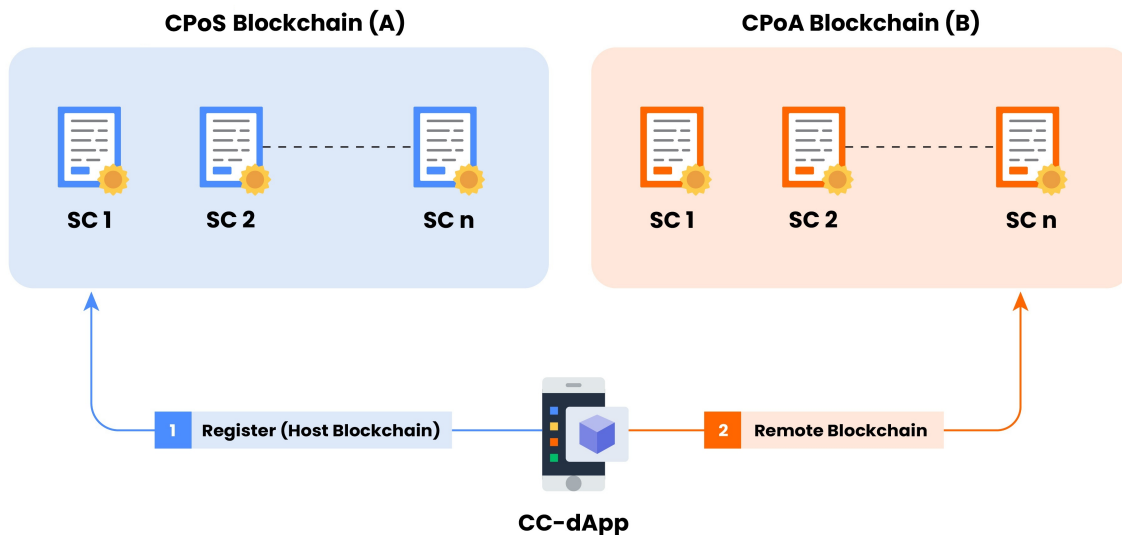 CPoS Blockchain (A)
CPoA Blockchain (B)
SC 1
SC 2
SC n
SC 1
SC 2
SC n
1
Register (Host Blockchain)
2
Remote Blockchain
CC-dApp